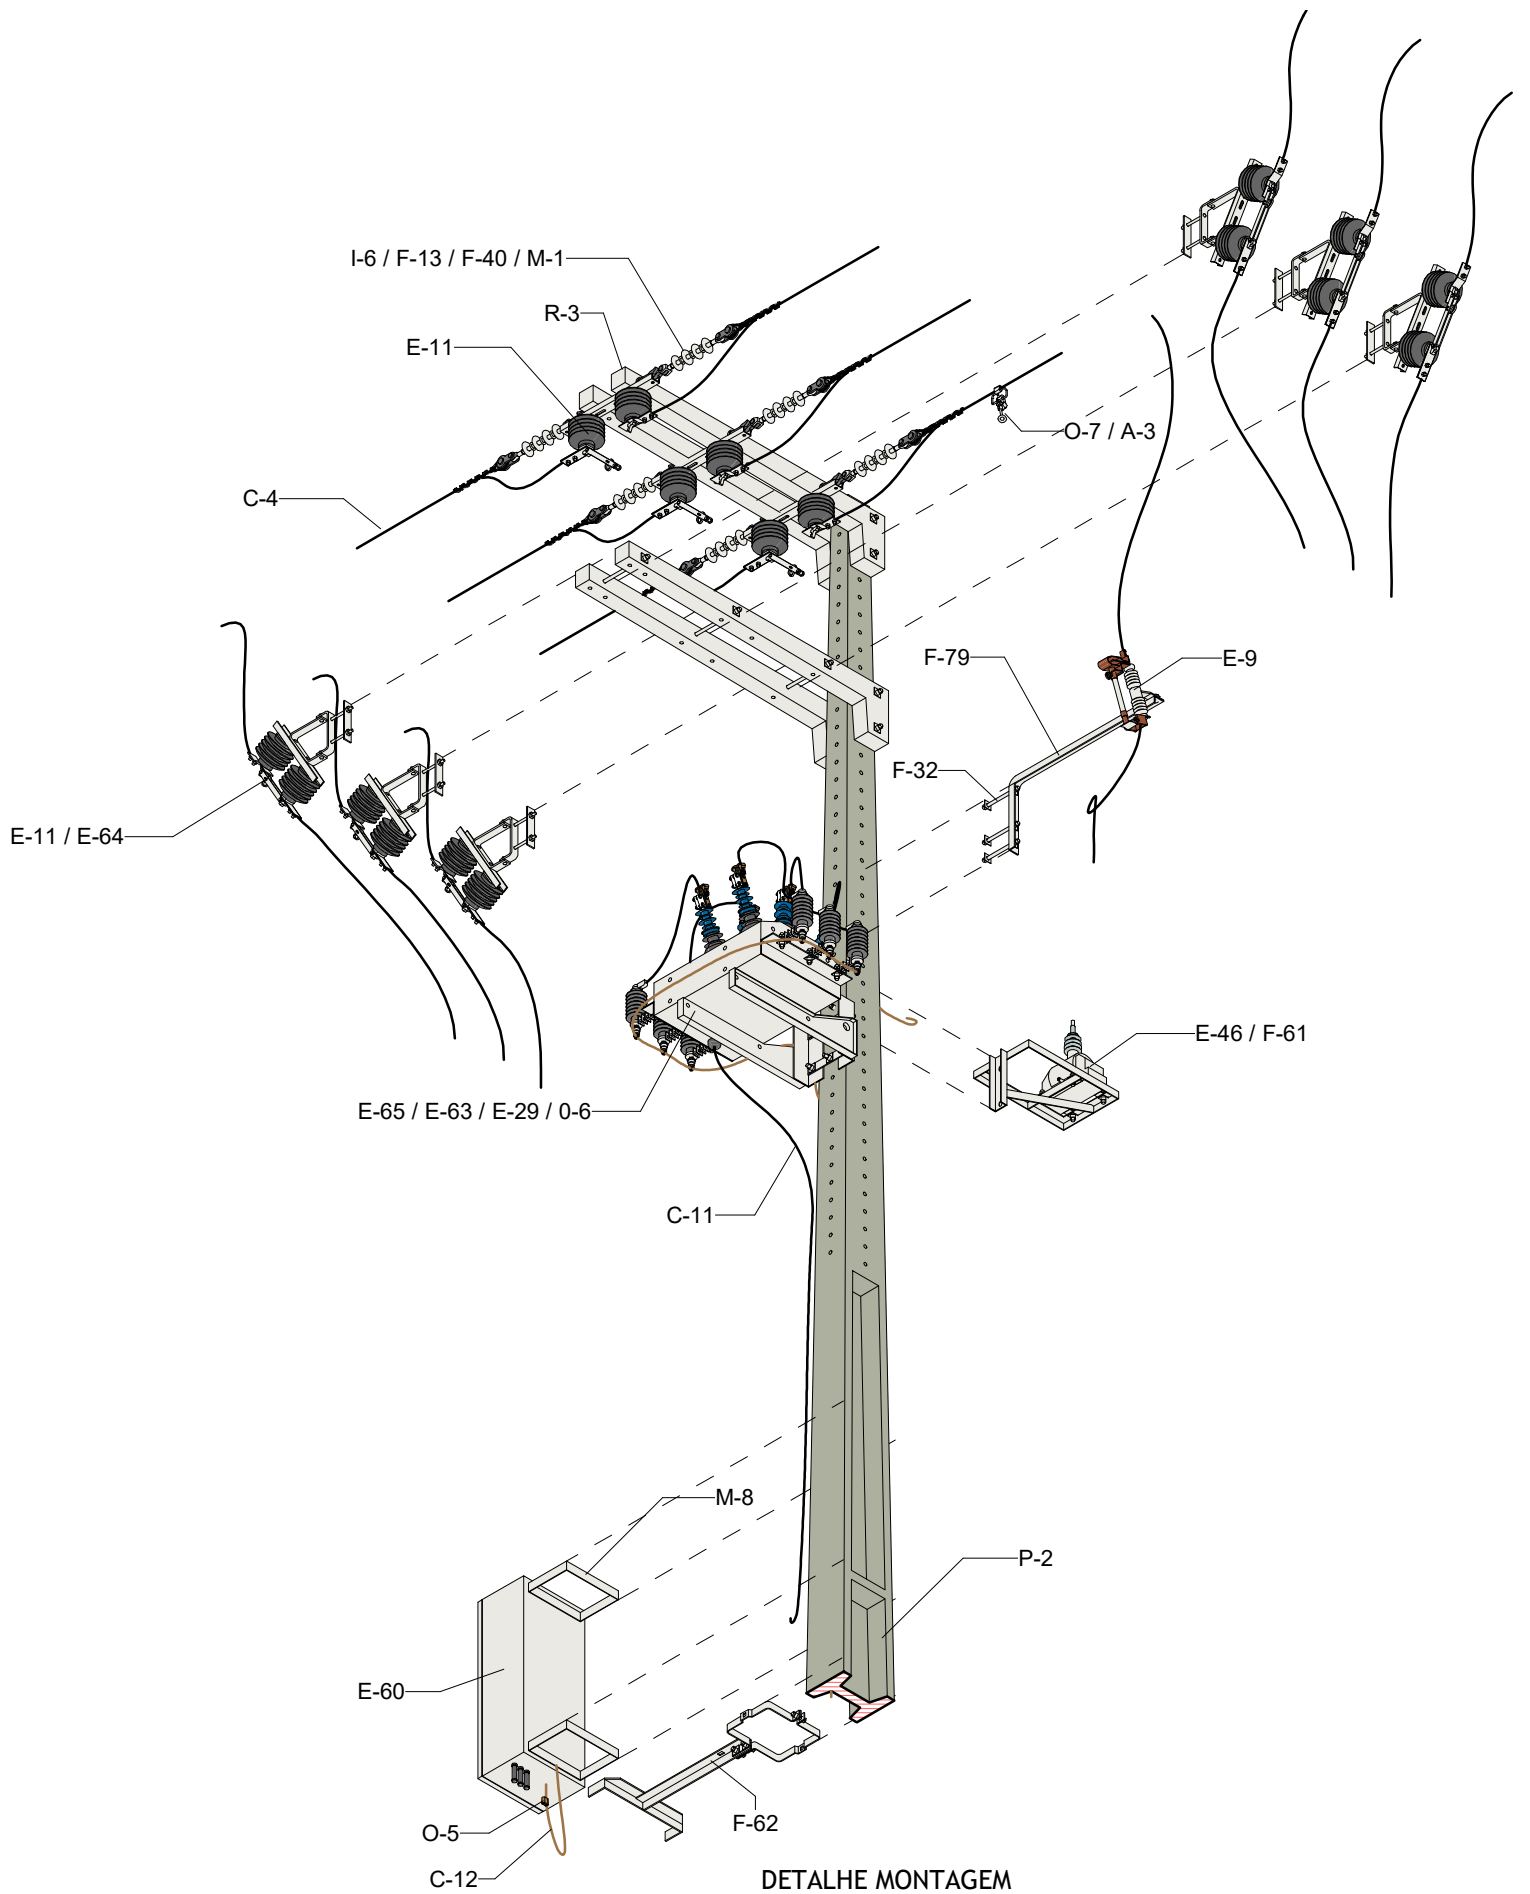 I-6 / F-13 / F-40 / M-1
R-3
E-11
O-7 / A-3
C-4
F-79
E-9
F-32
E-11 / E-64
E-46 / F-61
E-65 / E-63 / E-29 / 0-6
C-11
M-8
P-2
E-60
F-62
O-5
C-12
DETALHE MONTAGEM